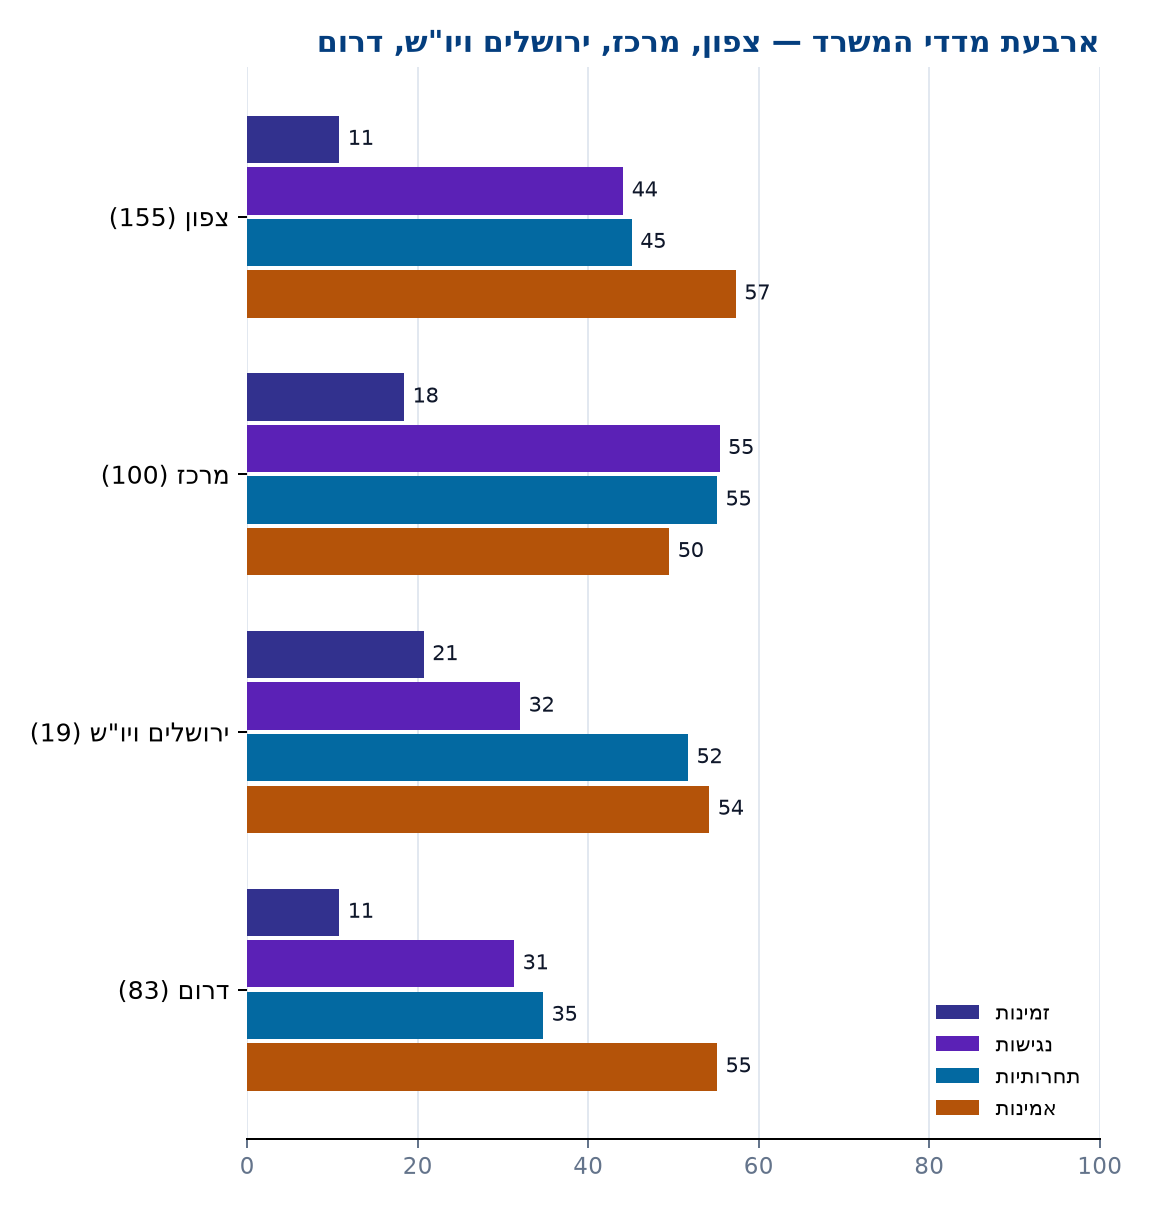 ארבעת מדדי המשרד — צפון, מרכז, ירושלים ויו"ש, דרום
צפון (155)
11
44
45
57
מרכז (100)
18
55
55
50
ירושלים ויו"ש (19)
21
32
52
54
דרום (83)
11
31
35
55
זמינות
נגישות
תחרותיות
אמינות
0 20 40 60 80 100